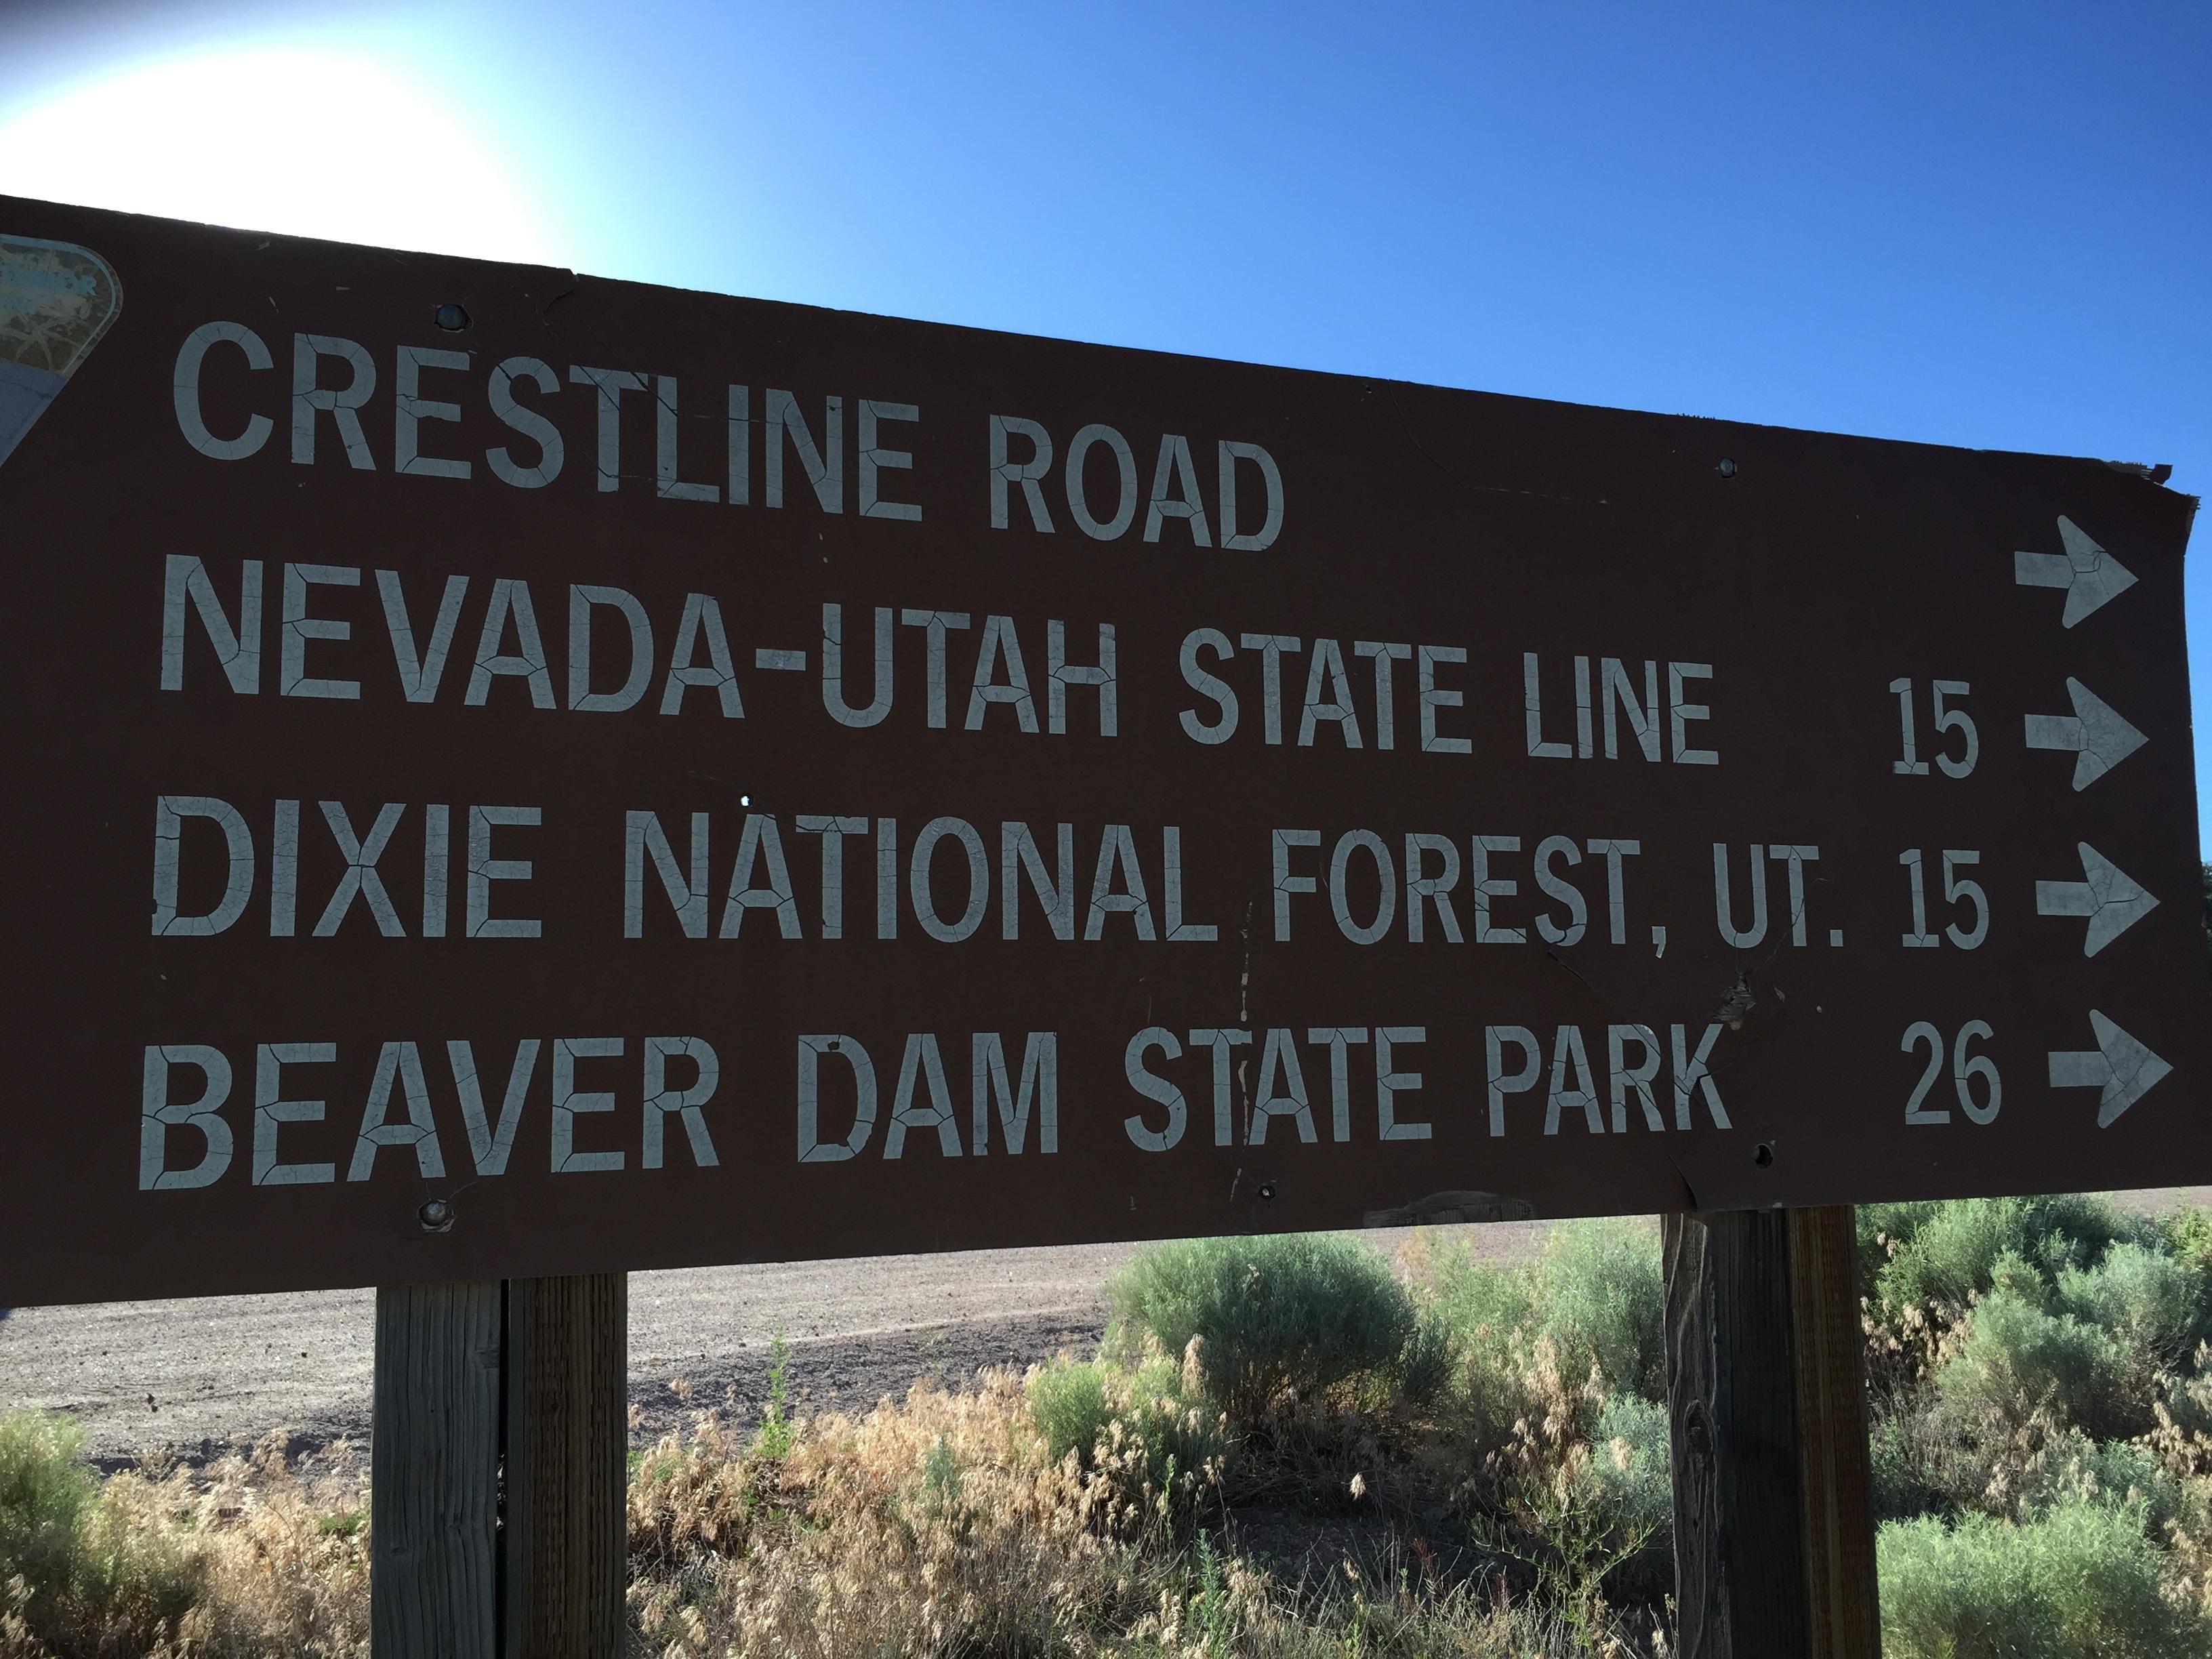 CRESTLINE ROAD
NEVADA-UTAH STATE LINE 15
DIXIE NATIONAL FOREST, UT. 15
BEAVER DAM STATE PARK 26